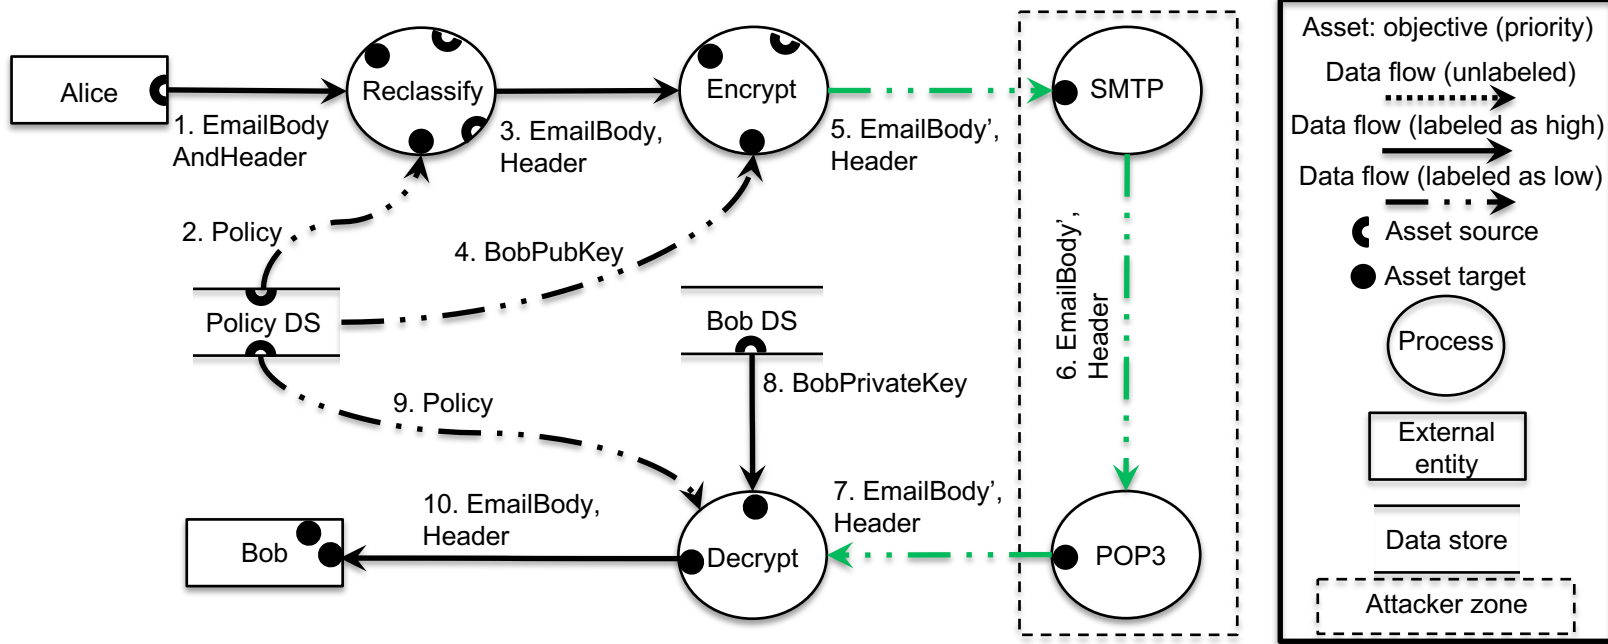 Alice
Reclassify
Encrypt
SMTP
1. EmailBody
AndHeader
3. EmailBody,
Header
5. EmailBody’,
Header
2. Policy
4. BobPubKey
Policy DS
Bob DS
6. EmailBody’,
Header
8. BobPrivateKey
9. Policy
10. EmailBody,
Header
7. EmailBody’,
Header
Bob
Decrypt
POP3
Asset: objective (priority)
Data flow (unlabeled)
Data flow (labeled as high)
Data flow (labeled as low)
Asset source
Asset target
Process
External
entity
Data store
Attacker zone